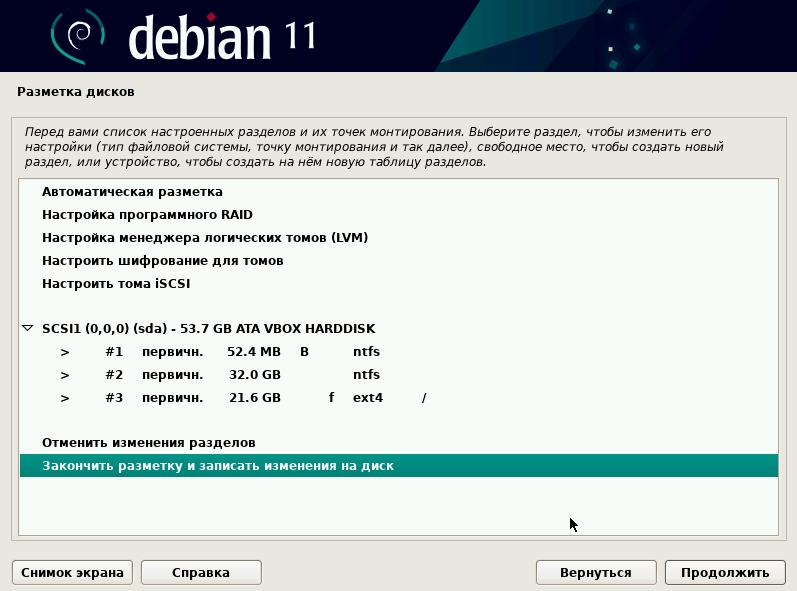 debian 11
Разметка дисков
Перед вами список настроенных разделов и их точек монтирования. Выберите раздел, чтобы изменить его
настройки (тип файловой системы, точку монтирования и так далее), свободное место, чтобы создать новый
раздел, или устройство, чтобы создать на нём новую таблицу разделов.
Автоматическая разметка
Настройка программного RAID
Настройка менеджера логических томов (LVM)
Настроить шифрование для томов
Настроить тома iSCSI
SCSI1 (0,0,0) (sda) - 53.7 GB ATA VBOX HARDDISK
> #1 первичн. 52.4 MB B ntfs
> #2 первичн. 32.0 GB ntfs
> #3 первичн. 21.6 GB f ext4 /
Отменить изменения разделов
Закончить разметку и записать изменения на диск
Снимок экрана Справка Вернуться Продолжить